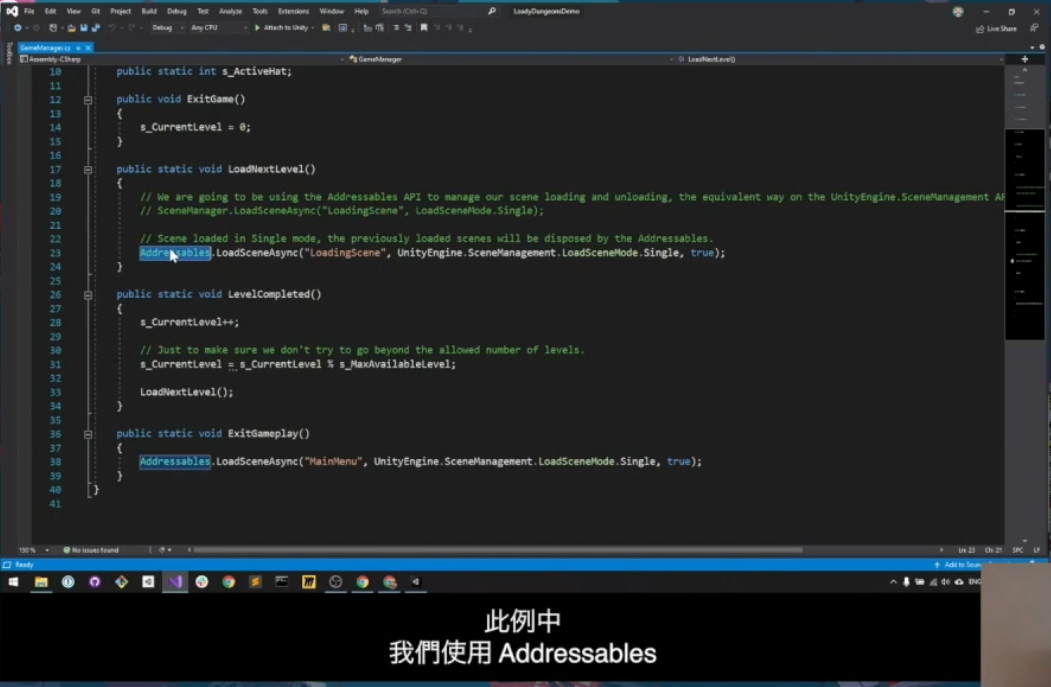 File Edit View Git Project Build Debug Test Analyze Tools Extensions Window Help Search (Ctrl+Q) LoadyDungeonsDemo
Debug Any CPU Attach to Unity Live Share
GameManager.cs
Toolbox
Assembly-CSharp GameManager LoadNextLevel()
10 public static int s_ActiveHat;
11
12 public void ExitGame()
13 {
14 s_CurrentLevel = 0;
15 }
16
17 public static void LoadNextLevel()
18 {
19 // We are going to be using the Addressables API to manage our scene loading and unloading, the equivalent way on the UnityEngine.SceneManagement AP
20 // SceneManager.LoadSceneAsync("LoadingScene", LoadSceneMode.Single);
21
22 // Scene loaded in Single mode, the previously loaded scenes will be disposed by the Addressables.
23 Addressables.LoadSceneAsync("LoadingScene", UnityEngine.SceneManagement.LoadSceneMode.Single, true);
24 }
25
26 public static void LevelCompleted()
27 {
28 s_CurrentLevel++;
29
30 // Just to make sure we don't try to go beyond the allowed number of levels.
31 s_CurrentLevel = s_CurrentLevel % s_MaxAvailableLevel;
32
33 LoadNextLevel();
34 }
35
36 public static void ExitGameplay()
37 {
38 Addressables.LoadSceneAsync("MainMenu", UnityEngine.SceneManagement.LoadSceneMode.Single, true);
39 }
40 }
41
150 % No issues found Ln: 23 Ch: 21 SPC LF
Ready Add to Sour
ENG
此例中
我們使用 Addressables